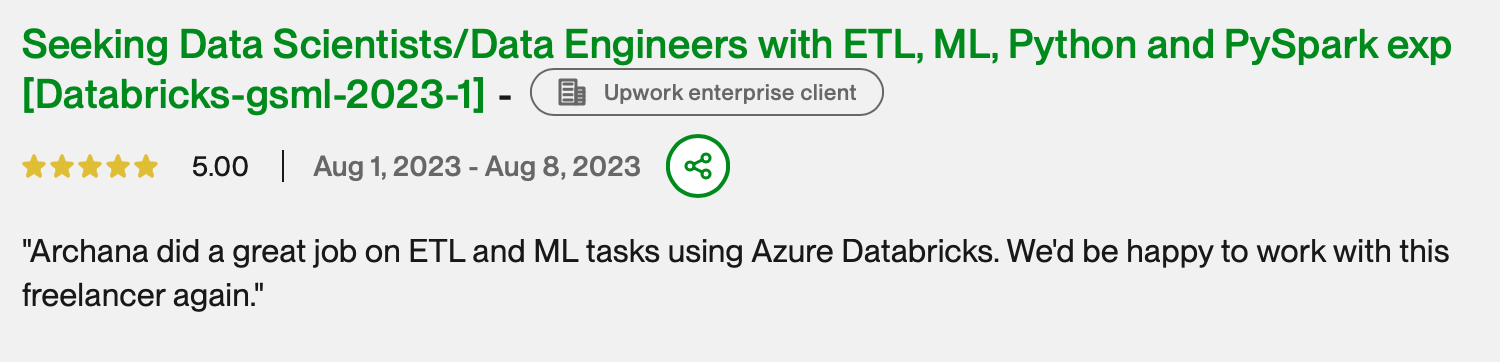 Seeking Data Scientists/Data Engineers with ETL, ML, Python and PySpark exp
[Databricks-gsml-2023-1] - Upwork enterprise client
5.00 | Aug 1, 2023 - Aug 8, 2023
"Archana did a great job on ETL and ML tasks using Azure Databricks. We'd be happy to work with this
freelancer again."